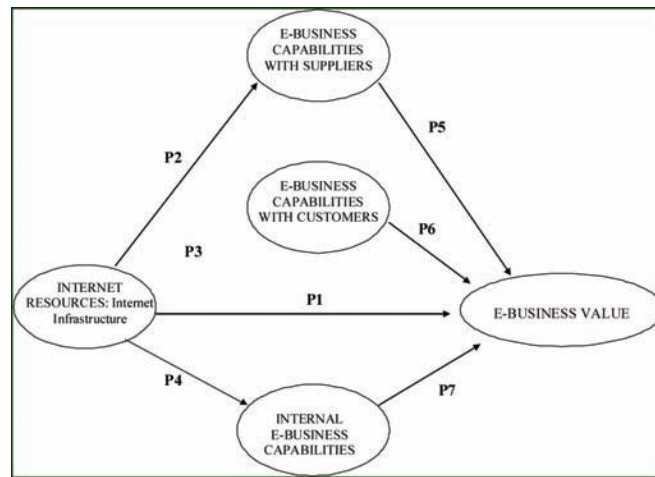 E-BUSINESS
CAPABILITIES
WITH SUPPLIERS
P5
P2
E-BUSINESS
CAPABILITIES
WITH CUSTOMERS
P6
P3
INTERNET
RESOURCES: Internet
Infrastructure
P1
E-BUSINESS VALUE
P4
P7
INTERNAL
E-BUSINESS
CAPABILITIES